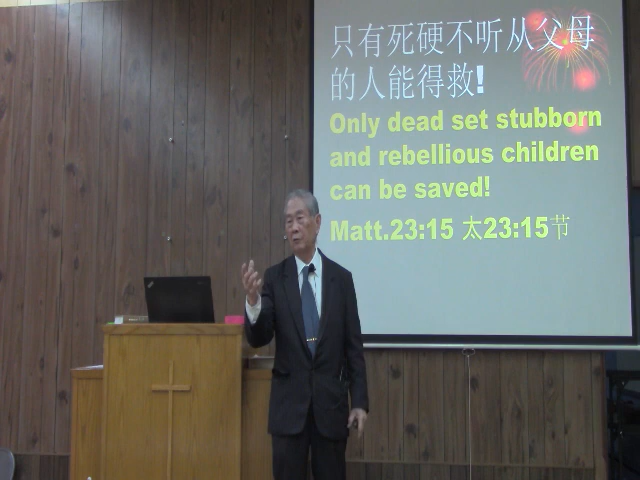 只有死硬不听从父母
的人能得救!
Only dead set stubborn
and rebellious children
can be saved!
Matt.23:15 太23:15节